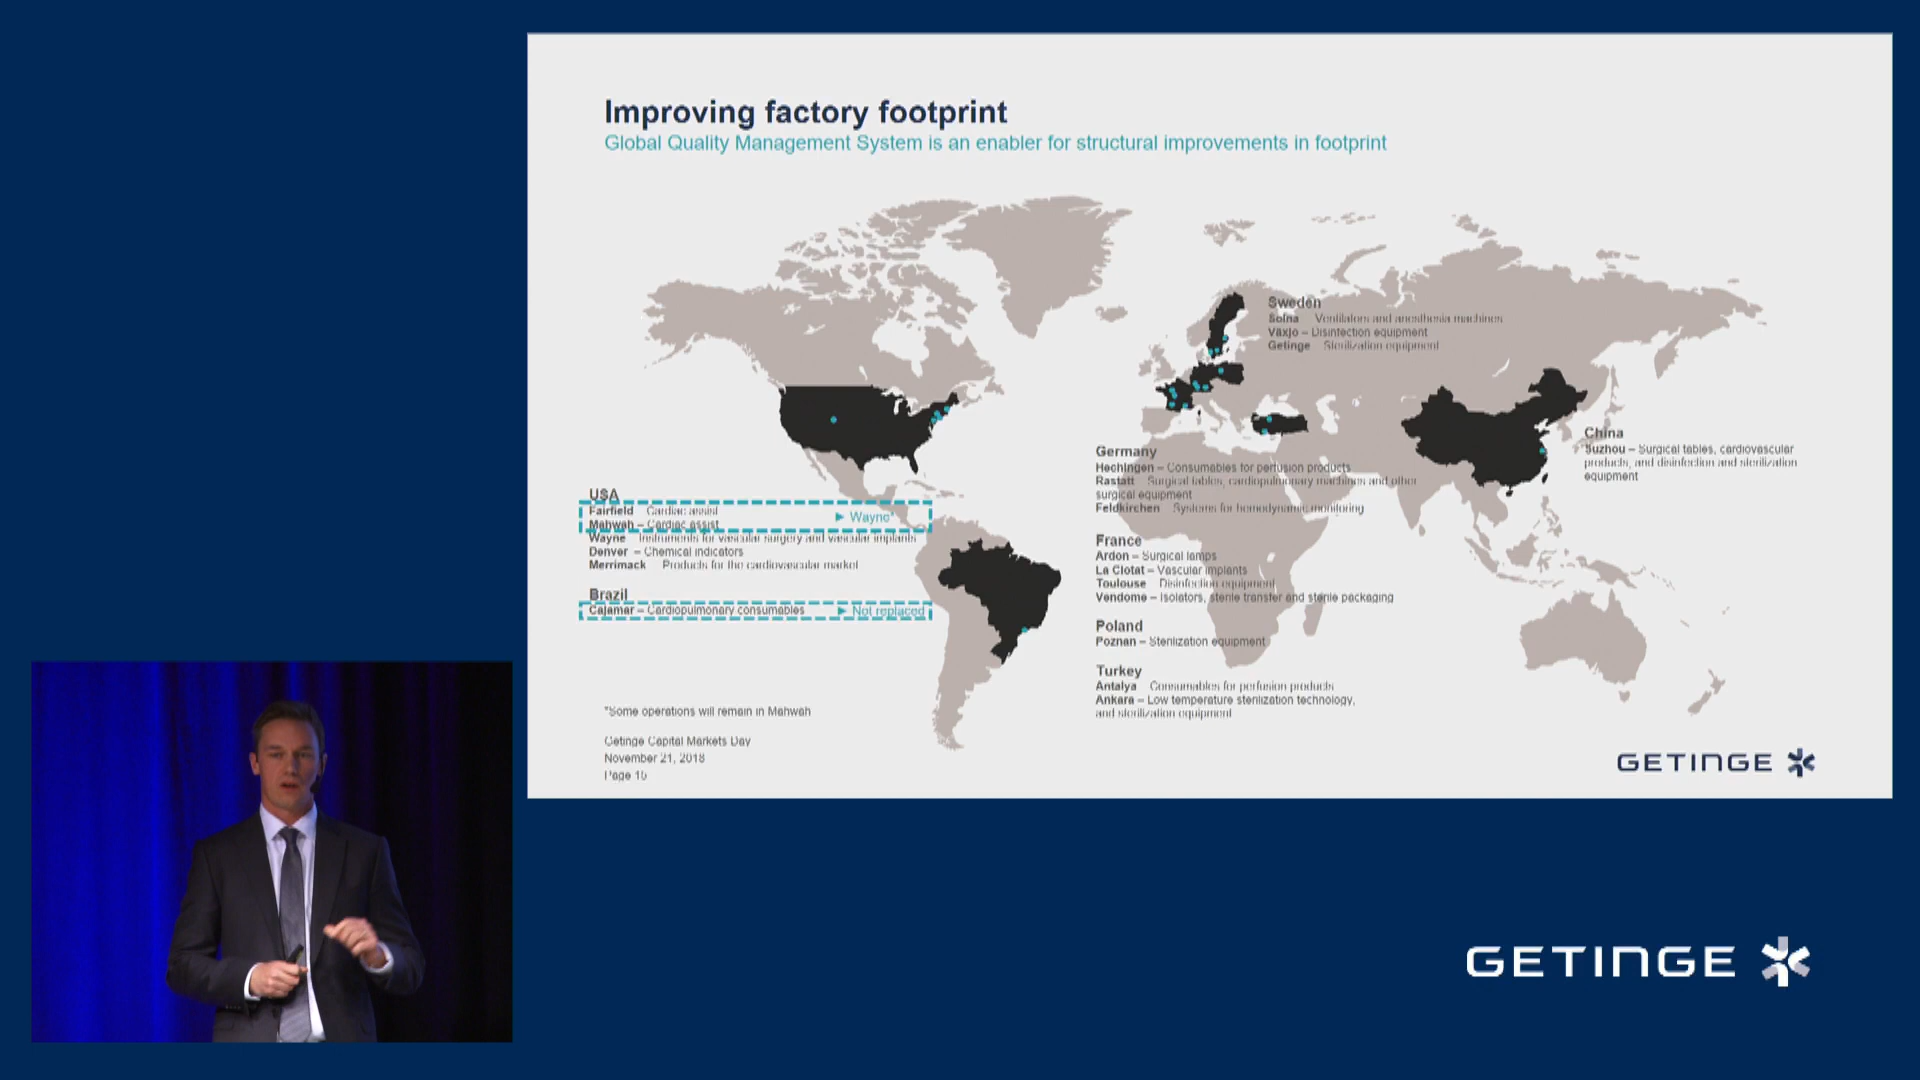 Improving factory footprint
Global Quality Management System is an enabler for structural improvements in footprint
Sweden
Solna – Ventilators and anesthesia machines
Växjö – Disinfection equipment
Getinge – Sterilization equipment
China
Suzhou – Surgical tables, cardiovascular
products, and disinfection and sterilization
equipment
USA
Fairfield – Cardiac assist
Mahwah – Cardiac assist
► Wayne*
Wayne – Instruments for vascular surgery and vascular implants
Denver – Chemical indicators
Merrimack – Products for the cardiovascular market
Brazil
Cajamar – Cardiopulmonary consumables ► Not replaced
Germany
Hechingen – Consumables for perfusion products
Rastatt – Surgical tables, cardiopulmonary machines and other
surgical equipment
Feldkirchen – Systems for hemodynamic monitoring
France
Ardon – Surgical lamps
La Ciotat – Vascular implants
Toulouse – Disinfection equipment
Vendome – Isolators, sterile transfer and sterile packaging
Poland
Poznan – Sterilization equipment
Turkey
Antalya – Consumables for perfusion products
Ankara – Low temperature sterilization technology,
and sterilization equipment
*Some operations will remain in Mahwah
Getinge Capital Markets Day
November 21, 2018
Page
GETINGE
GETINGE